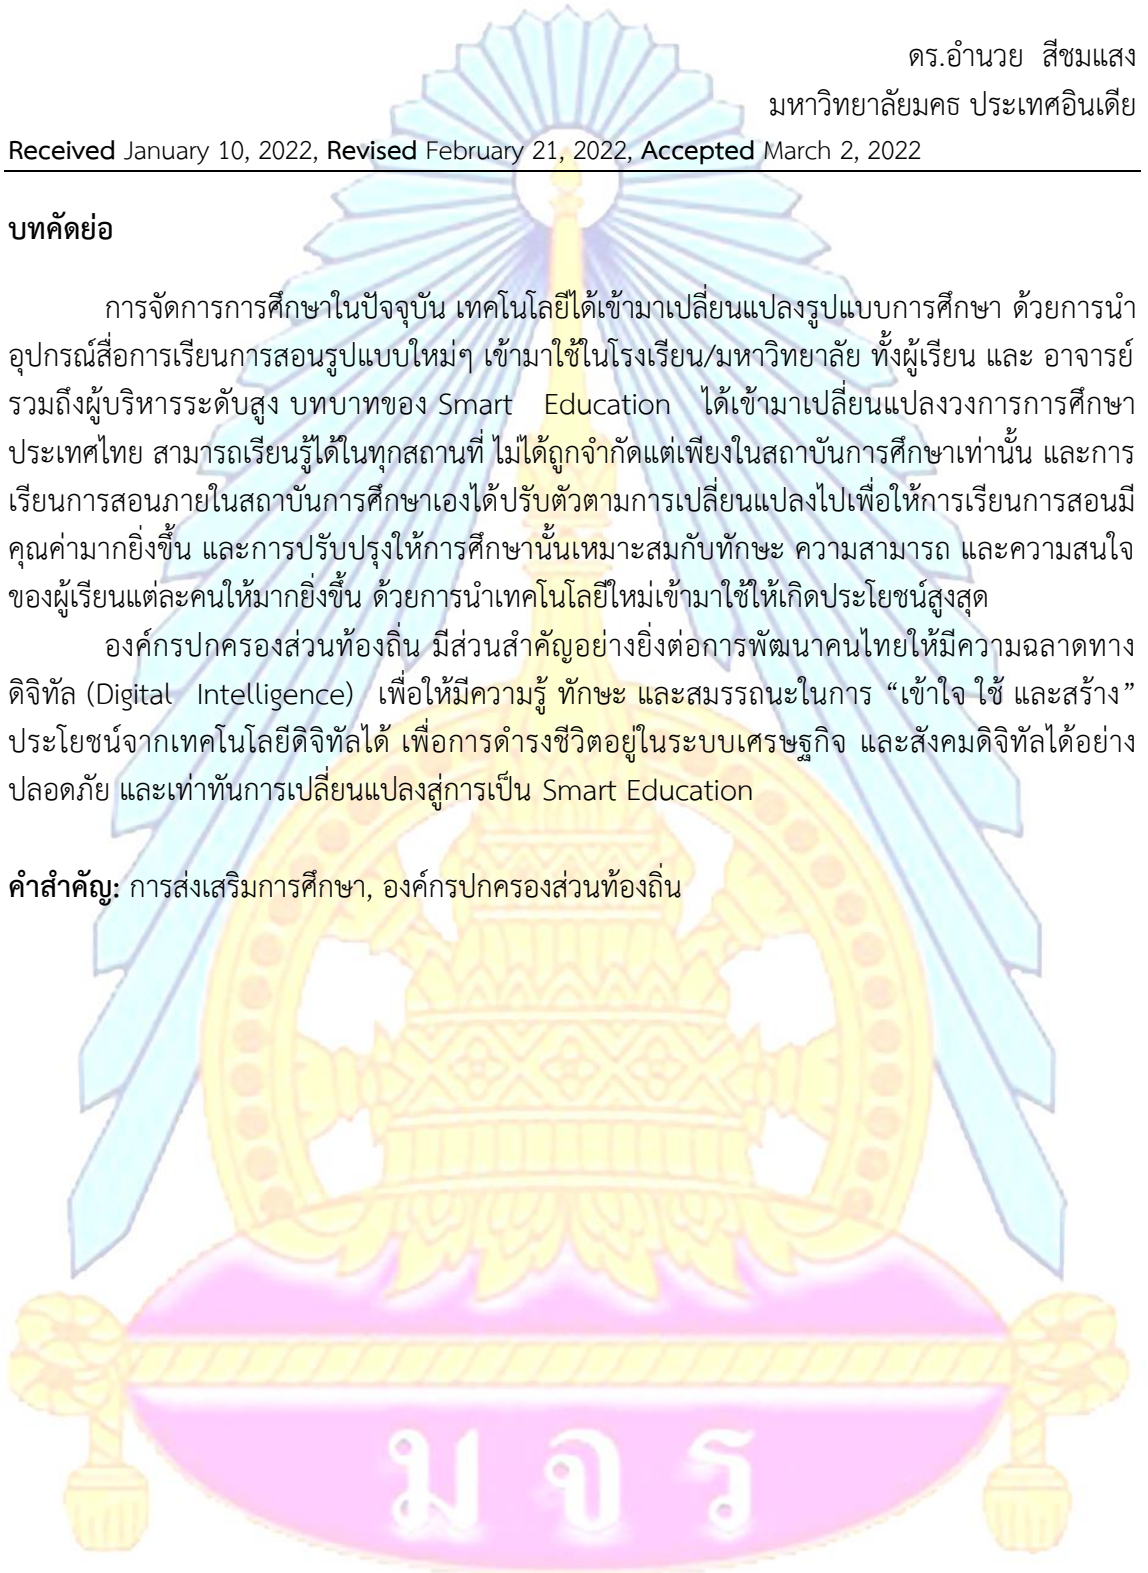 ดร.อำนวย สีชมแสง
มหาวิทยาลัยมคธ ประเทศอินเดีย
Received January 10, 2022, Revised February 21, 2022, Accepted March 2, 2022
บทคัดย่อ
การจัดการการศึกษาในปัจจุบัน เทคโนโลยีได้เข้ามาเปลี่ยนแปลงรูปแบบการศึกษา ด้วยการนำ
อุปกรณ์สื่อการเรียนการสอนรูปแบบใหม่ๆ เข้ามาใช้ในโรงเรียน/มหาวิทยาลัย ทั้งผู้เรียน และ อาจารย์
รวมถึงผู้บริหารระดับสูง บทบาทของ Smart Education ได้เข้ามาเปลี่ยนแปลงวงการการศึกษา
ประเทศไทย สามารถเรียนรู้ได้ในทุกสถานที่ ไม่ได้ถูกจำกัดแต่เพียงในสถาบันการศึกษาเท่านั้น และการ
เรียนการสอนภายในสถาบันการศึกษาเองได้ปรับตัวตามการเปลี่ยนแปลงไปเพื่อให้การเรียนการสอนมี
คุณค่ามากยิ่งขึ้น และการปรับปรุงให้การศึกษานั้นเหมาะสมกับทักษะ ความสามารถ และความสนใจ
ของผู้เรียนแต่ละคนให้มากยิ่งขึ้น ด้วยการนำเทคโนโลยีใหม่เข้ามาใช้ให้เกิดประโยชน์สูงสุด
องค์กรปกครองส่วนท้องถิ่น มีส่วนสำคัญอย่างยิ่งต่อการพัฒนาคนไทยให้มีความฉลาดทาง
ดิจิทัล (Digital Intelligence) เพื่อให้มีความรู้ ทักษะ และสมรรถนะในการ “เข้าใจ ใช้ และสร้าง”
ประโยชน์จากเทคโนโลยีดิจิทัลได้ เพื่อการดำรงชีวิตอยู่ในระบบเศรษฐกิจ และสังคมดิจิทัลได้อย่าง
ปลอดภัย และเท่าทันการเปลี่ยนแปลงสู่การเป็น Smart Education
คำสำคัญ: การส่งเสริมการศึกษา, องค์กรปกครองส่วนท้องถิ่น
ม จ ร